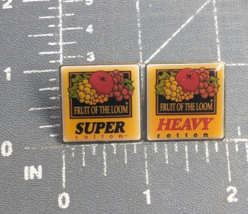 2
1
0
IN
FRUIT OF THE LOOM
SUPER
cotton
FRUIT OF THE LOOM
HEAVY
cotton
0
1
2